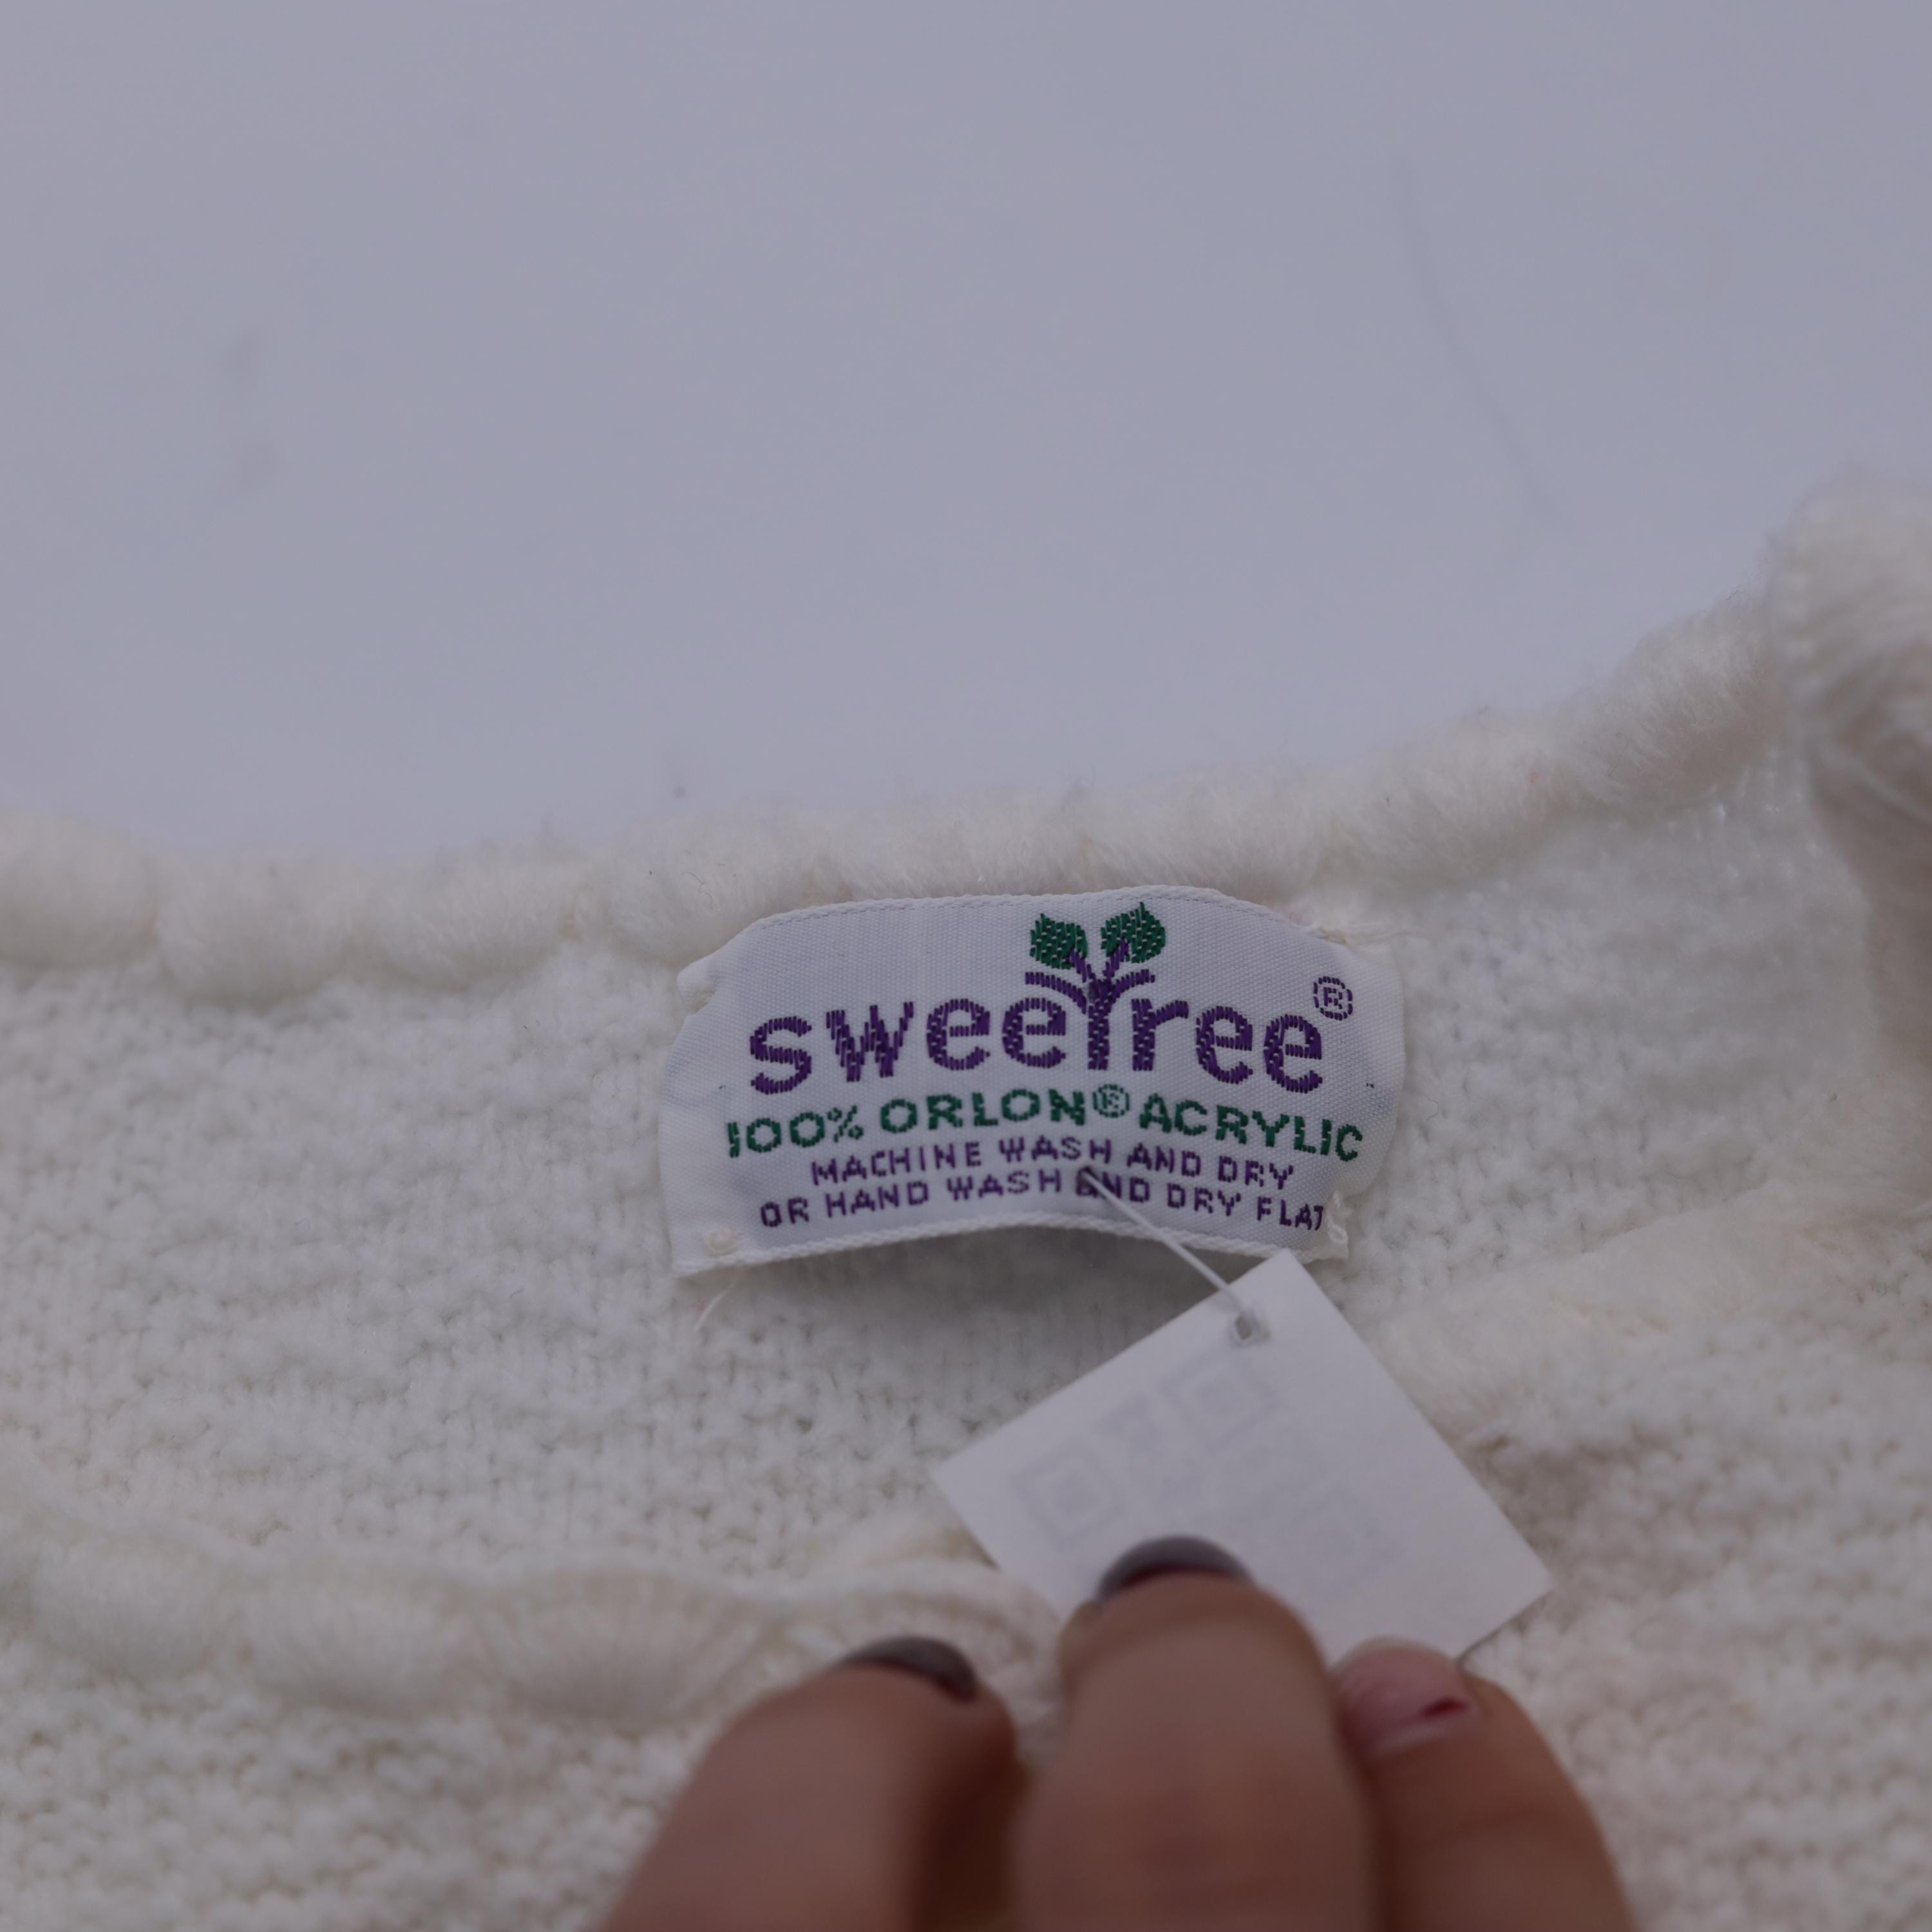 sweeTree®
100% ORLON® ACRYLIC
MACHINE WASH AND DRY
OR HAND WASH AND DRY FLAT